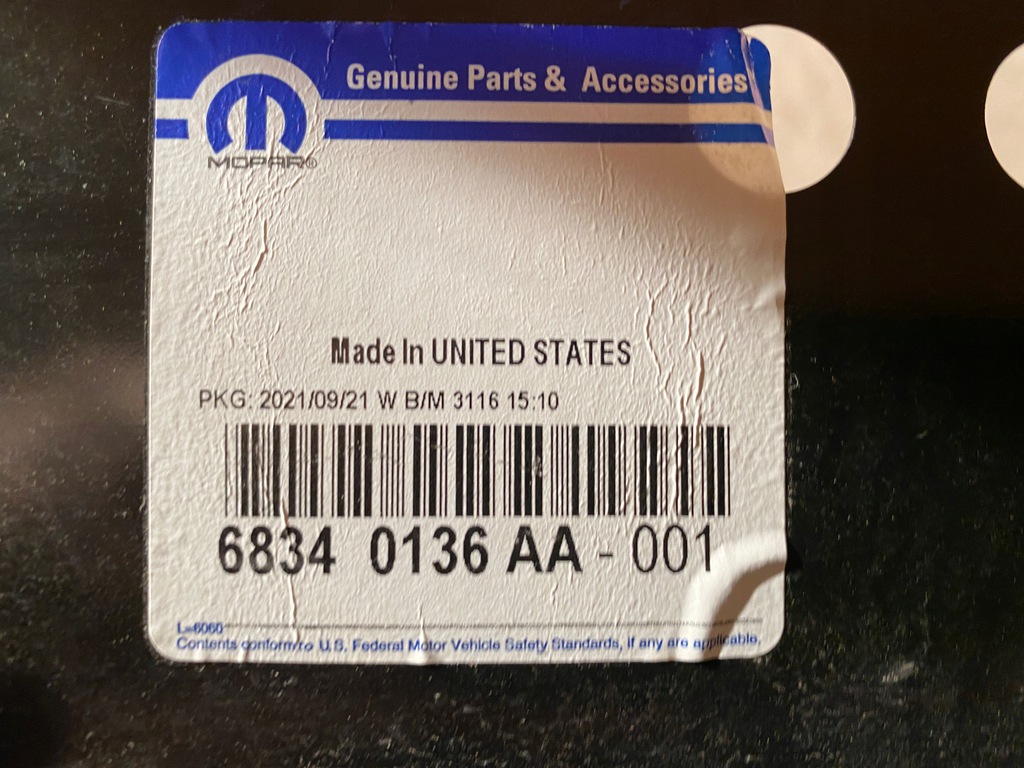 Genuine Parts & Accessories
MOPAR®
Made In UNITED STATES
PKG: 2021/09/21 W B/M 3116 15:10
6834 0136 AA - 001
L=6060
Contents conform to U.S. Federal Motor Vehicle Safety Standards, if any are applicable,